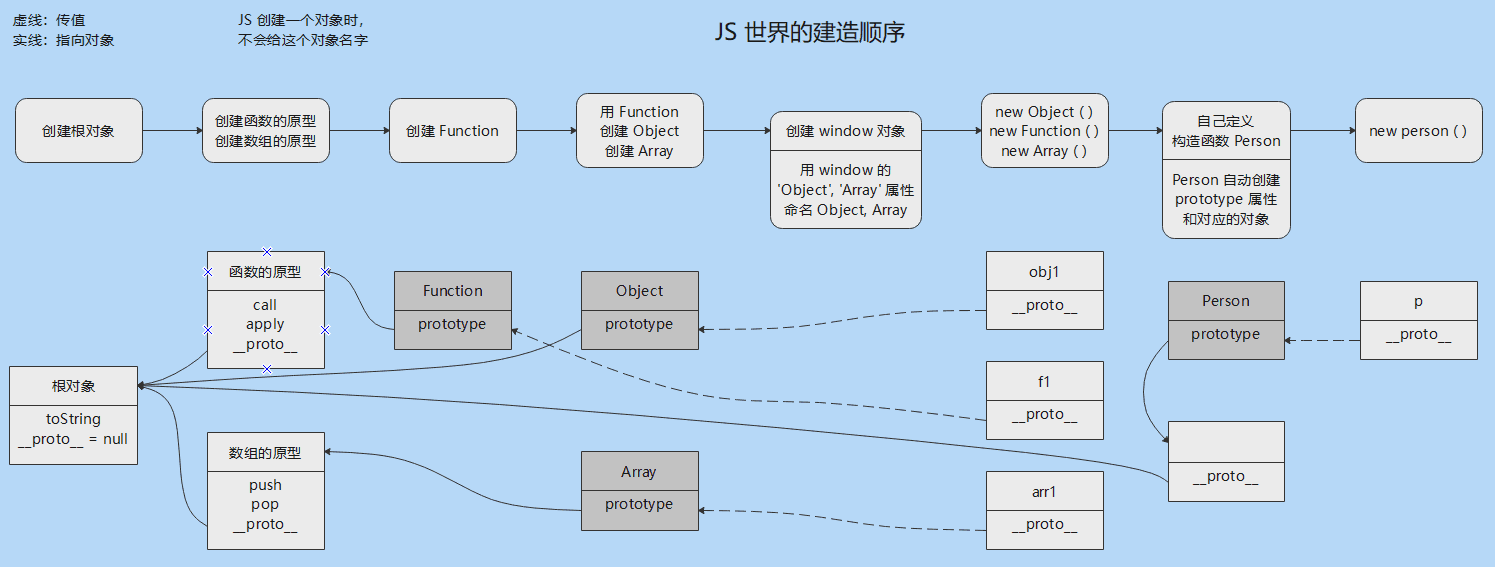 虚线：传值
实线：指向对象
JS 创建一个对象时，
不会给这个对象名字
JS 世界的建造顺序
创建根对象
创建函数的原型
创建数组的原型
创建 Function
用 Function
创建 Object
创建 Array
创建 window 对象
用 window 的
'Object', 'Array' 属性
命名 Object, Array
new Object ( )
new Function ( )
new Array ( )
自己定义
构造函数 Person
Person 自动创建
prototype 属性
和对应的对象
new person ( )
根对象
toString
__proto__ = null
函数的原型
call
apply
__proto__
数组的原型
push
pop
__proto__
Function
prototype
Object
prototype
Array
prototype
obj1
__proto__
f1
__proto__
arr1
__proto__
Person
prototype
__proto__
p
__proto__